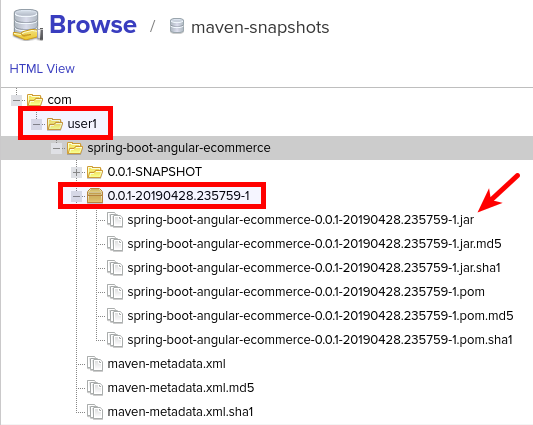 Browse / maven-snapshots
HTML View
com
user1
spring-boot-angular-ecommerce
0.0.1-SNAPSHOT
0.0.1-20190428.235759-1
spring-boot-angular-ecommerce-0.0.1-20190428.235759-1.jar
spring-boot-angular-ecommerce-0.0.1-20190428.235759-1.jar.md5
spring-boot-angular-ecommerce-0.0.1-20190428.235759-1.jar.sha1
spring-boot-angular-ecommerce-0.0.1-20190428.235759-1.pom
spring-boot-angular-ecommerce-0.0.1-20190428.235759-1.pom.md5
spring-boot-angular-ecommerce-0.0.1-20190428.235759-1.pom.sha1
maven-metadata.xml
maven-metadata.xml.md5
maven-metadata.xml.sha1